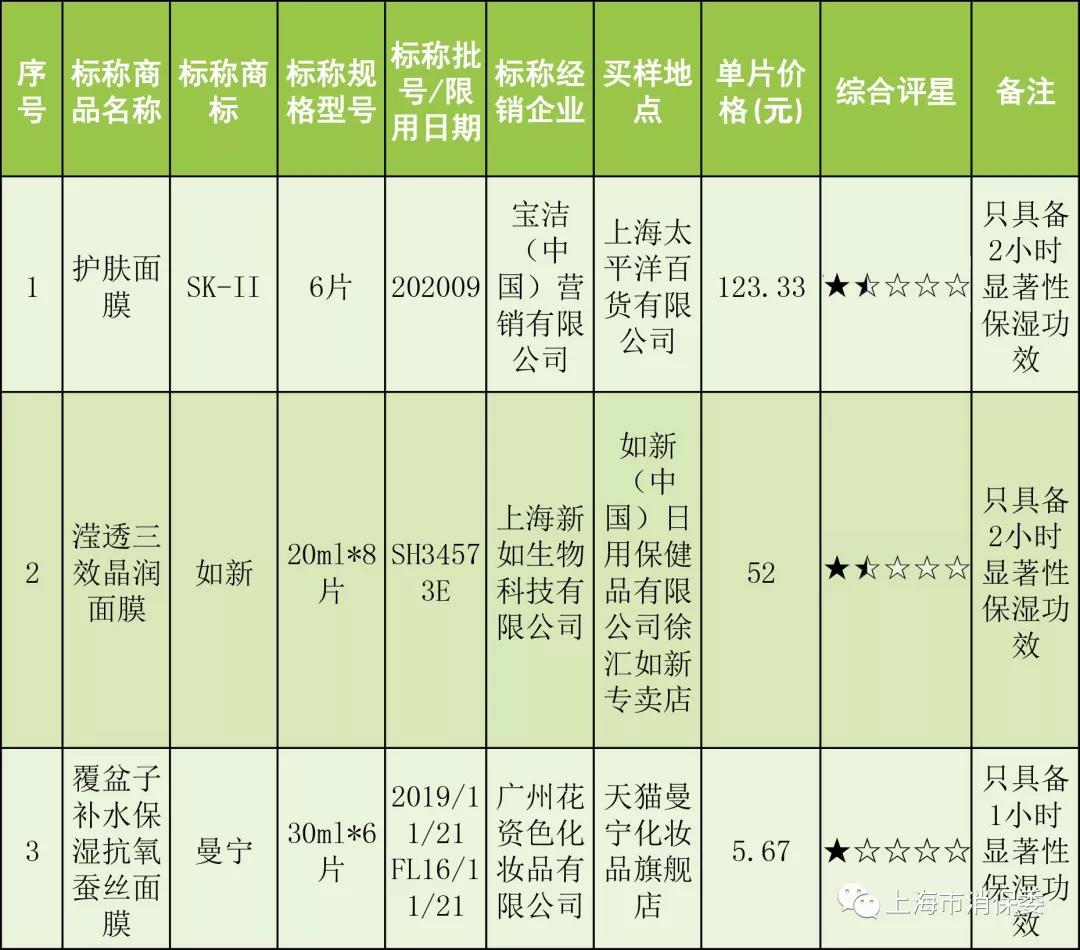 序号
标称商品名称
标称商标
标称规格型号
标称批号/限用日期
标称经销企业
买样地点
单片价格(元)
综合评星
备注
1
护肤面膜
SK-II
6片
202009
宝洁（中国）营销有限公司
上海太平洋百货有限公司
123.33
★⯪☆☆☆
只具备2小时显著性保湿功效
2
滢透三效晶润面膜
如新
20ml*8片
SH34573E
上海新如生物科技有限公司
如新（中国）日用保健品有限公司徐汇如新专卖店
52
★⯪☆☆☆
只具备2小时显著性保湿功效
3
覆盆子补水保湿抗氧蚕丝面膜
曼宁
30ml*6片
2019/11/21 FL16/11/21
广州花资色化妆品有限公司
天猫曼宁化妆品旗舰店
5.67
★☆☆☆☆
只具备1小时显著性保湿功效
上海市消保委